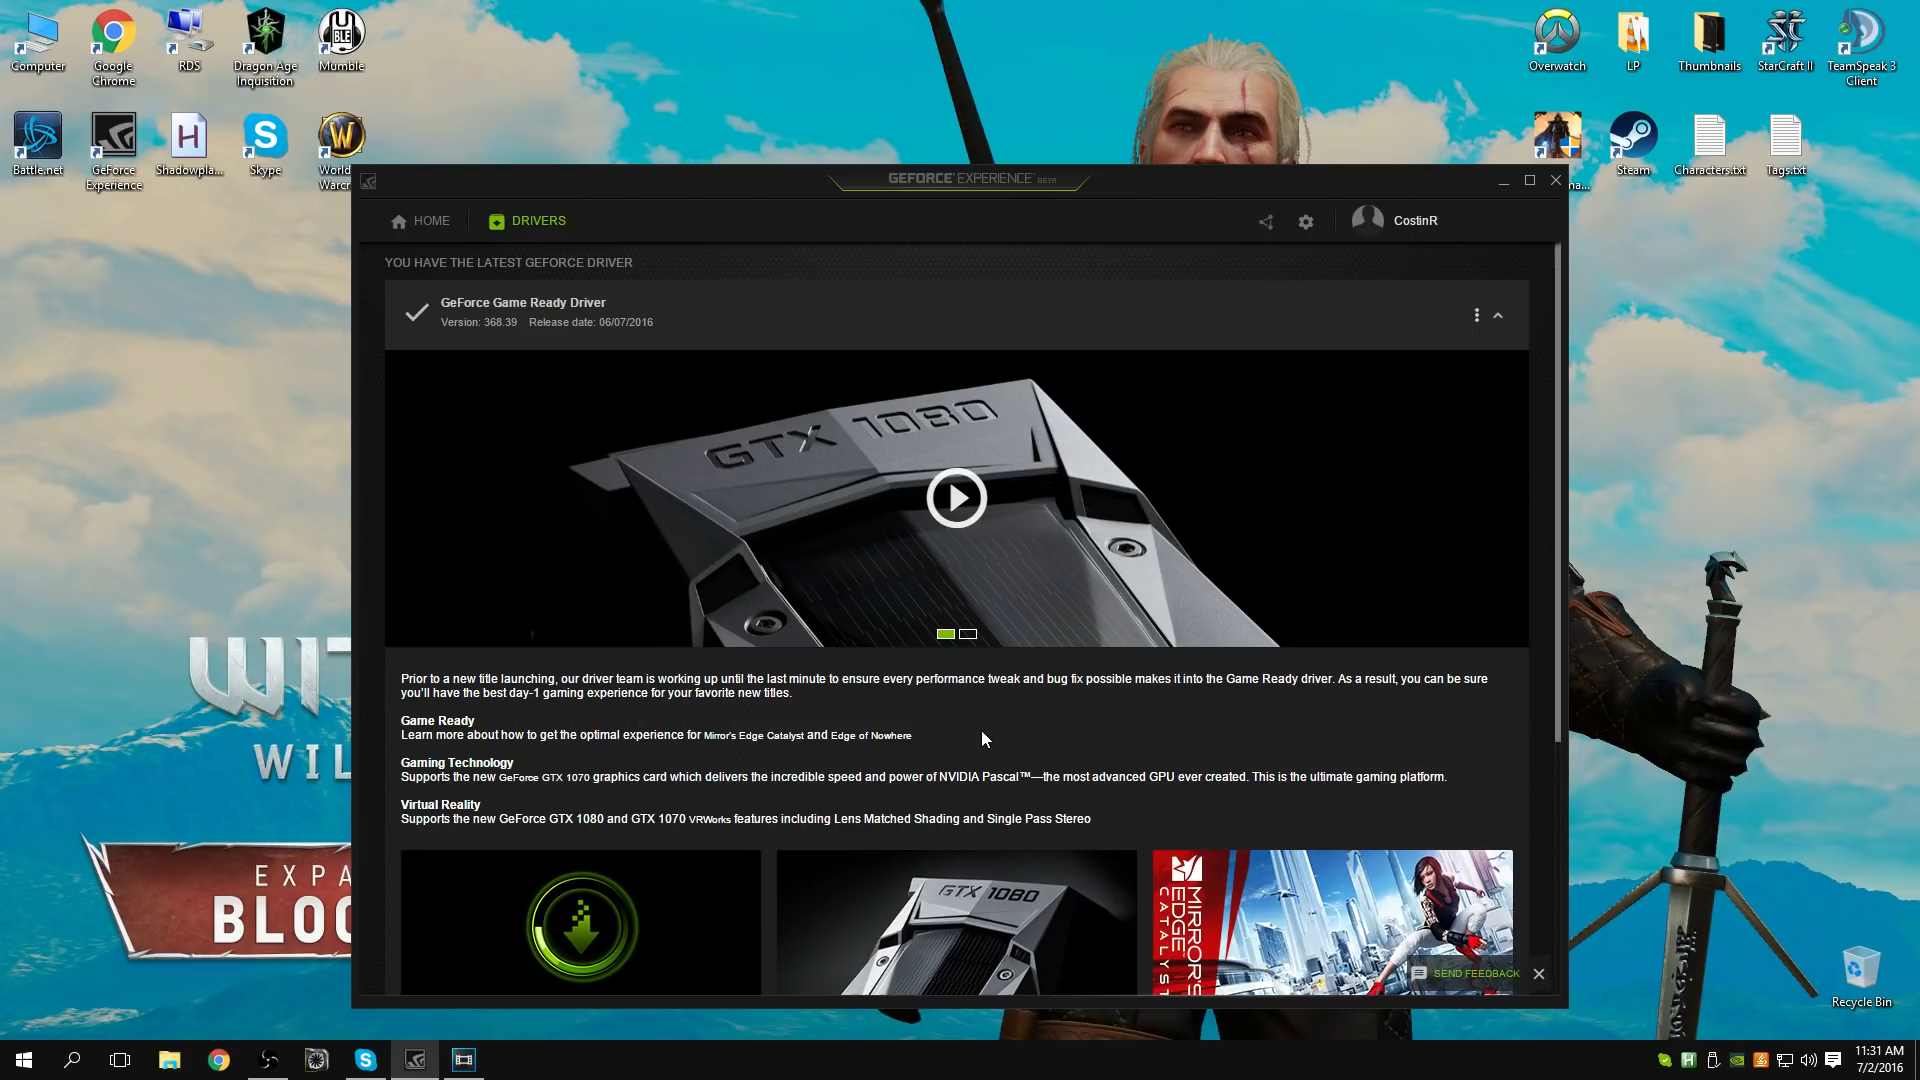 Computer
Google
Chrome
RDS
Dragon Age
Inquisition
UM
BLE
Mumble
Overwatch
LP
Thumbnails
StarCraft II
TeamSpeak 3
Client
Battle.net
GeForce
Experience
H
Shadowpla...
S
Skype
W
World
Warcr
Steam
Characters.txt
Tags.txt
GEFORCE EXPERIENCE BETA
HOME
DRIVERS
CostinR
YOU HAVE THE LATEST GEFORCE DRIVER
GeForce Game Ready Driver
Version: 368.39 Release date: 06/07/2016
GTX 1080
Prior to a new title launching, our driver team is working up until the last minute to ensure every performance tweak and bug fix possible makes it into the Game Ready driver. As a result, you can be sure
you'll have the best day-1 gaming experience for your favorite new titles.
Game Ready
Learn more about how to get the optimal experience for Mirror's Edge Catalyst and Edge of Nowhere
Gaming Technology
Supports the new GeForce GTX 1070 graphics card which delivers the incredible speed and power of NVIDIA Pascal™—the most advanced GPU ever created. This is the ultimate gaming platform.
Virtual Reality
Supports the new GeForce GTX 1080 and GTX 1070 VRWorks features including Lens Matched Shading and Single Pass Stereo
GTX 1080
MIRROR'S
EDGE
CATALYST
SEND FEEDBACK
WIT
WIL
EXPA
BLOO
Recycle Bin
11:31 AM
7/2/2016